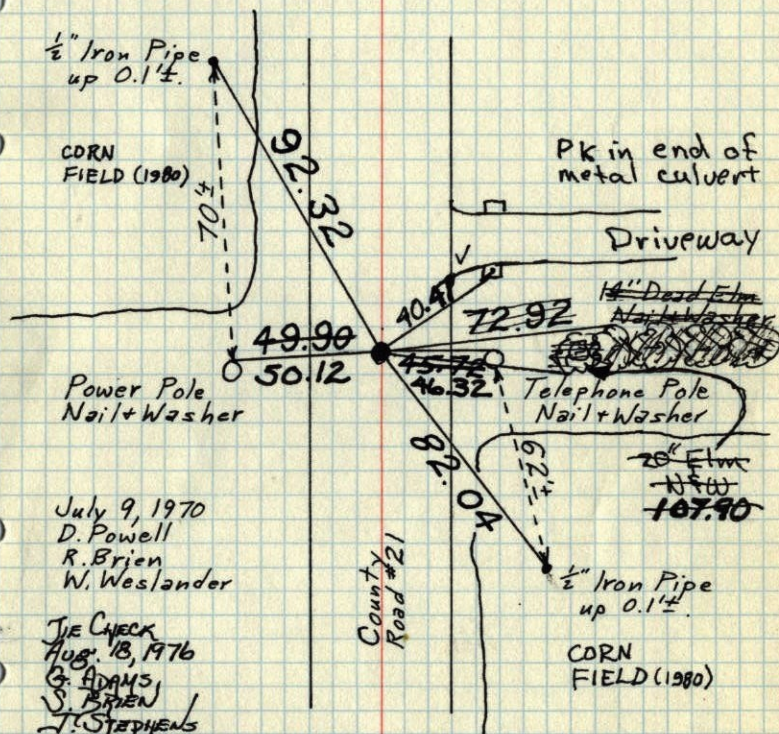 ½" Iron Pipe
up 0.1'±.
CORN
FIELD (1980)
70'±
92.32
PK in end of
metal culvert
Driveway
40.47
14" Dead Elm
Nail+Washer
72.92
49.90
50.12
45.72
46.32
Power Pole
Nail+Washer
Telephone Pole
Nail+Washer
62'±
82.04
20" Elm
N&W
107.90
July 9, 1970
D. Powell
R. Brien
W. Weslander
County
Road #21
½" Iron Pipe
up 0.1'±
TIE CHECK
Aug. 18, 1976
G. ADAMS
S. BRIEN
J. STEPHENS
CORN
FIELD (1980)